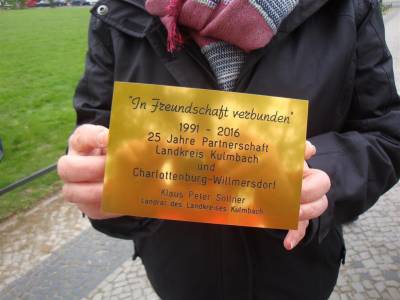 "In Freundschaft verbunden"
1991 - 2016
25 Jahre Partnerschaft
Landkreis Kulmbach
und
Charlottenburg-Willmersdorf
Klaus Peter Söllner
Landrat des Landkreises Kulmbach